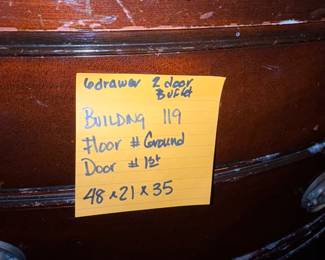 6drawer 2 door
Buffet
Building 119
Floor # Ground
Door # 1st
48 x 21 x 35